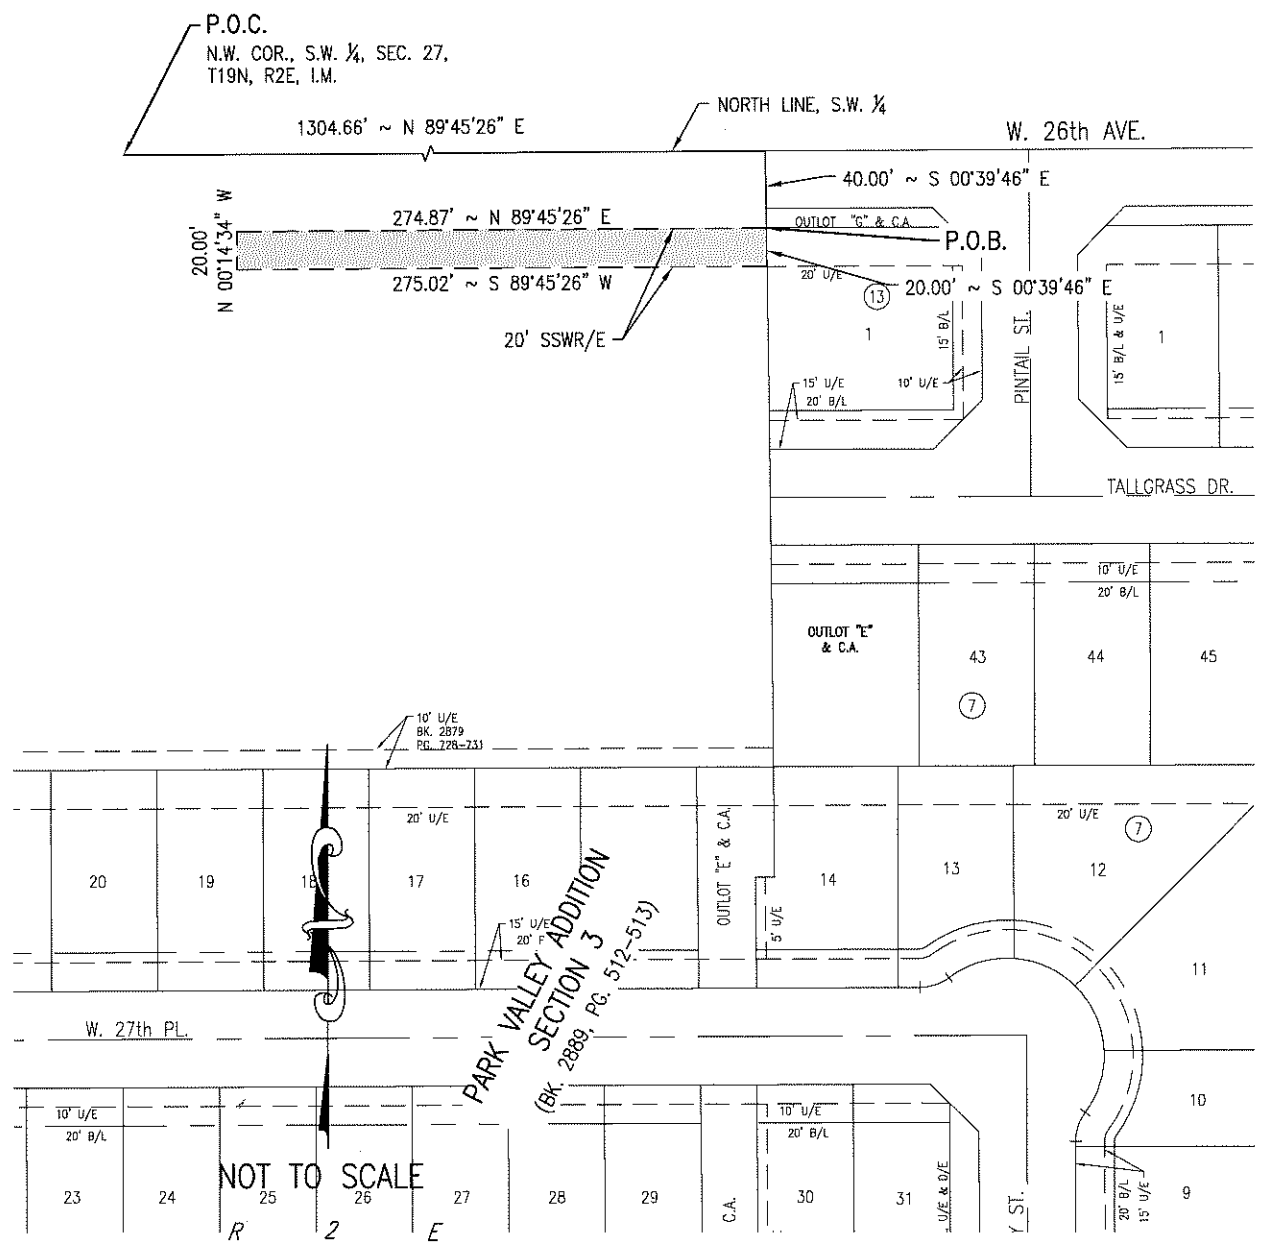 P.O.C.
N.W. COR., S.W. ¼, SEC. 27,
T19N, R2E, I.M.
NORTH LINE, S.W. ¼
1304.66' ~ N 89°45'26" E
W. 26th AVE.
40.00' ~ S 00°39'46" E
20.00'
N 00°14'34" W
274.87' ~ N 89°45'26" E
OUTLOT "G" & C.A.
P.O.B.
275.02' ~ S 89°45'26" W
20' U/E
20.00' ~ S 00°39'46" E
13
20' SSWR/E
1
15' B/L
PINTAIL ST.
15' B/L & U/E
1
15' U/E
20' B/L
10' U/E
TALLGRASS DR.
10' U/E
20' B/L
OUTLOT "E"
& C.A.
43
44
45
7
10' U/E
BK. 2879
PG. 728-731
20' U/E
20' U/E
7
20
19
18
17
16
OUTLOT "E" & C.A.
14
13
12
15' U/E
20'
5' U/E
11
PARK VALLEY ADDITION
SECTION 3
(BK. 2889, PG. 512-513)
W. 27th PL.
10
10' U/E
20' B/L
10' U/E
20' B/L
NOT TO SCALE
23
24
25
26
27
28
29
C.A.
30
31
U/E & D/E
Y ST.
20' B/L
15' U/E
9
R 2 E